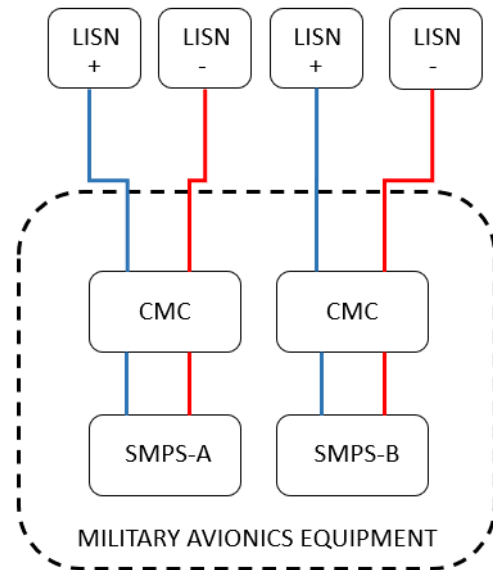 LISN
+
LISN
-
LISN
+
LISN
-
CMC
CMC
SMPS-A
SMPS-B
MILITARY AVIONICS EQUIPMENT